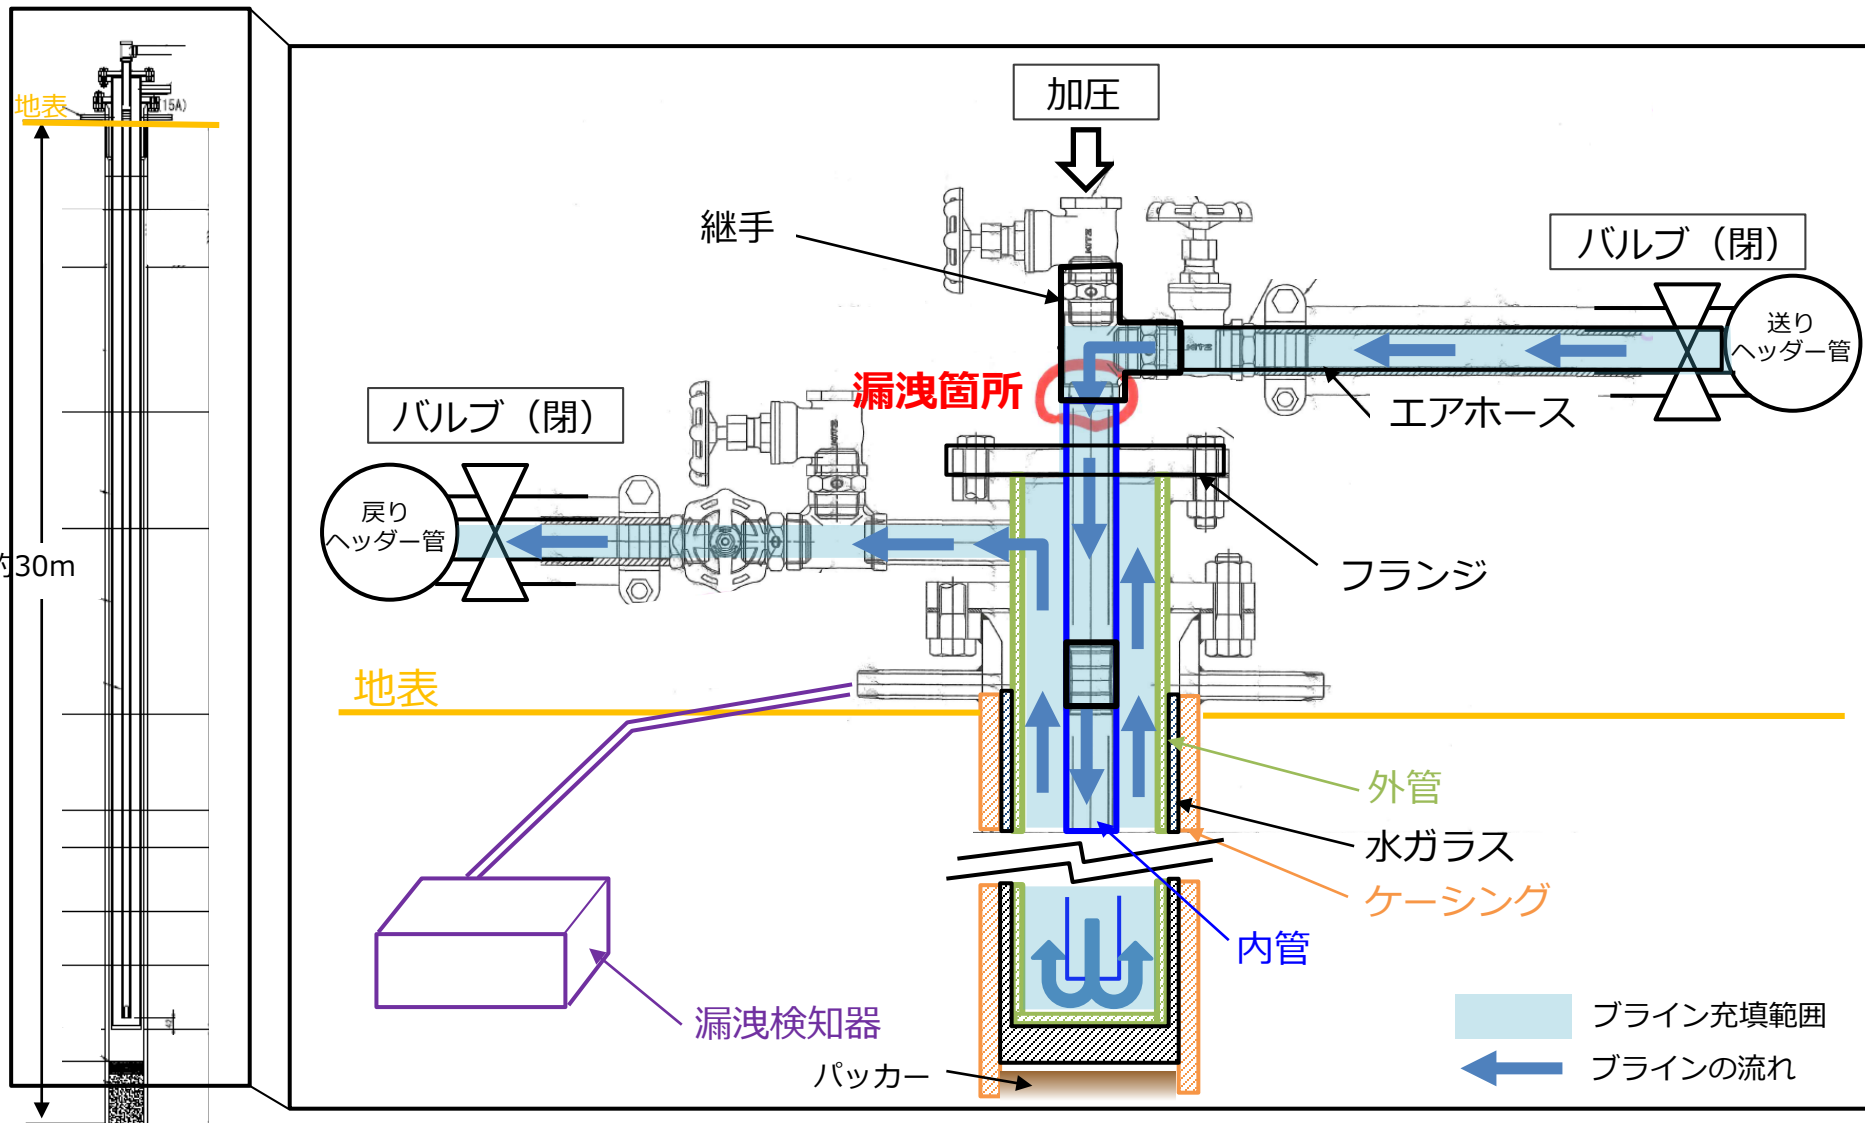 加圧
地表
(15A)
継手
KITZ
バルブ（閉）
送り
ヘッダー管
KITZ
漏洩箇所
エアホース
バルブ（閉）
KITZ
戻り
ヘッダー管
約30m
フランジ
地表
外管
水ガラス
ケーシング
内管
漏洩検知器
パッカー
ブライン充填範囲
ブラインの流れ